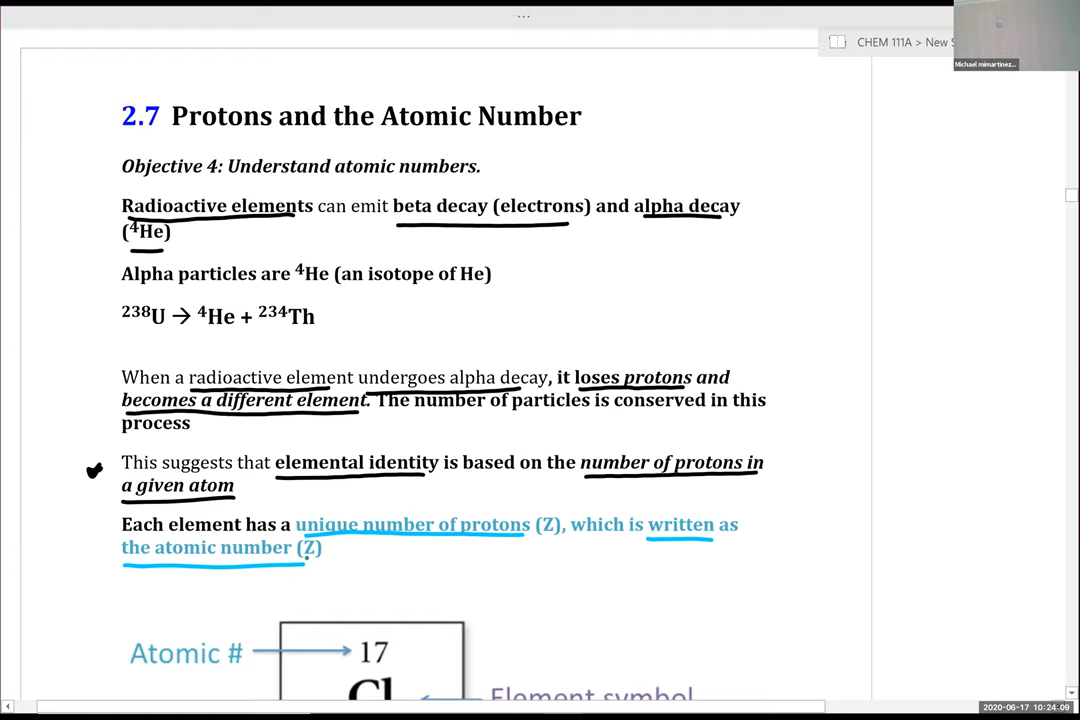 ...
CHEM 111A > New S
Michael mimartinez...
2.7 Protons and the Atomic Number
Objective 4: Understand atomic numbers.
Radioactive elements can emit beta decay (electrons) and alpha decay
(⁴He)
Alpha particles are ⁴He (an isotope of He)
²³⁸U → ⁴He + ²³⁴Th
When a radioactive element undergoes alpha decay, it loses protons and
becomes a different element. The number of particles is conserved in this
process
This suggests that elemental identity is based on the number of protons in
a given atom
Each element has a unique number of protons (Z), which is written as
the atomic number (Z)
Atomic # 17
Cl Element symbol
2020-06-17 10:24:09